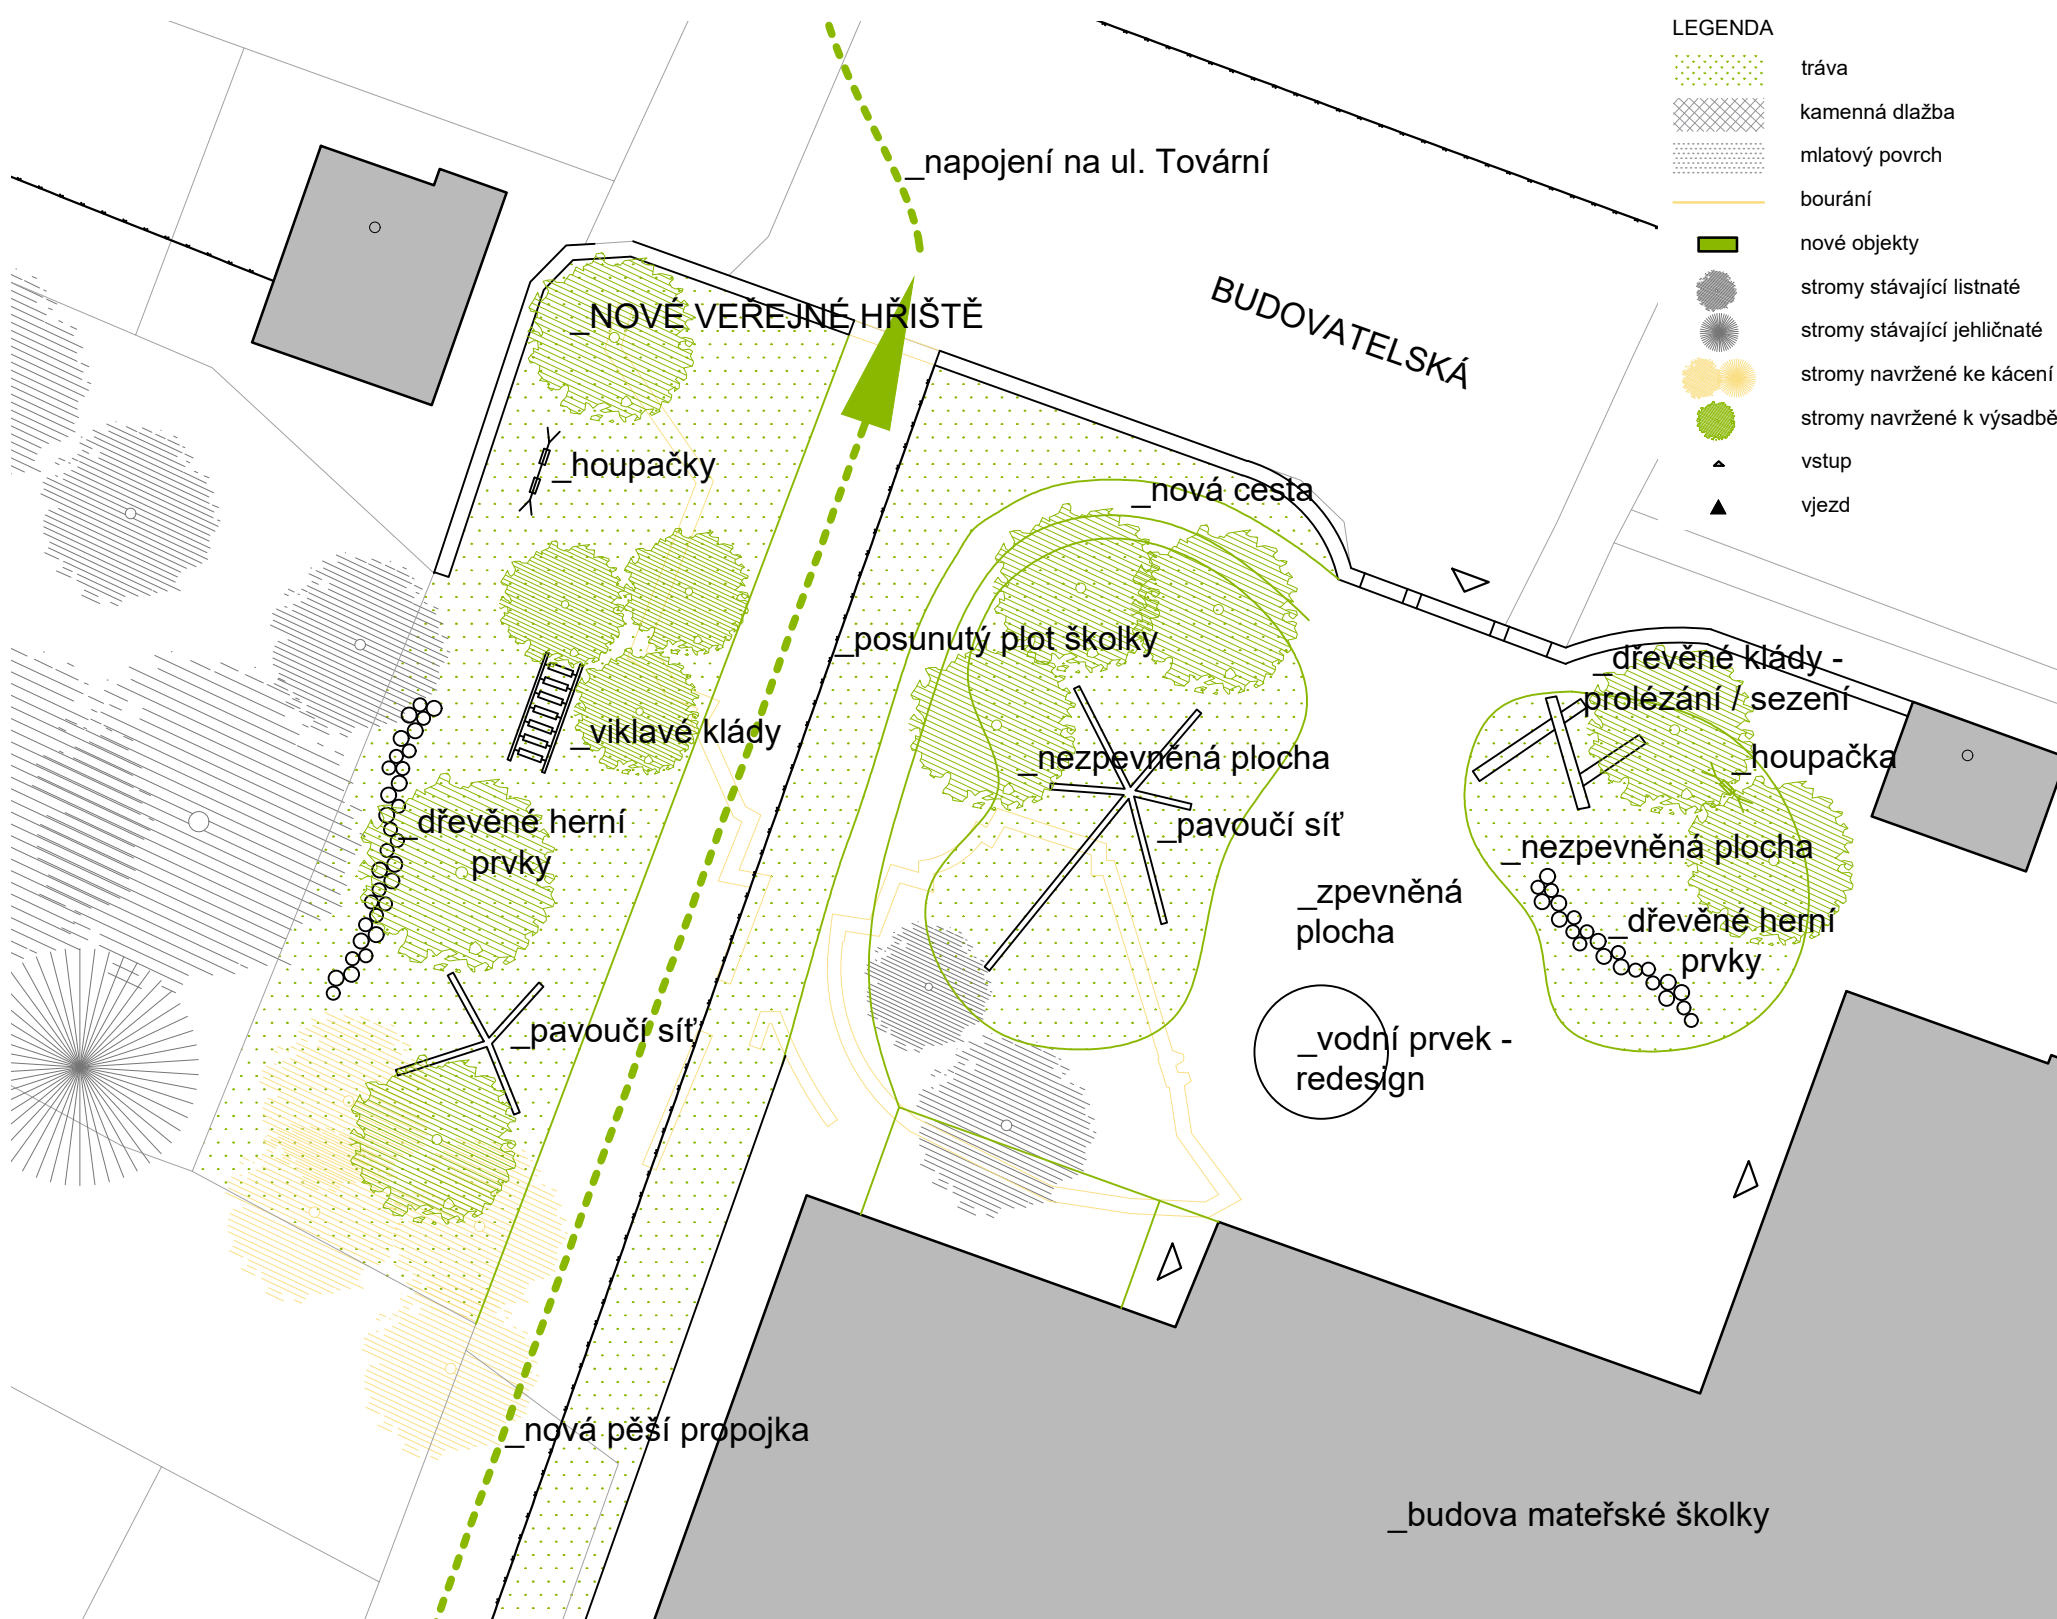 LEGENDA
tráva
kamenná dlažba
mlatový povrch
bourání
nové objekty
stromy stávající listnaté
stromy stávající jehličnaté
stromy navržené ke kácení
stromy navržené k výsadbě
vstup
vjezd
_napojení na ul. Tovární
BUDOVATELSKÁ
_NOVÉ VEŘEJNÉ HŘIŠTĚ
_houpačky
_nová cesta
_posunutý plot školky
_dřevěné klády -
prolézání / sezení
_viklavé klády
_nezpevněná plocha
_houpačka
_dřevěné herní
prvky
_pavoučí síť
_nezpevněná plocha
_zpevněná
plocha
_dřevěné herní
prvky
_pavoučí síť
_vodní prvek -
redesign
_nová pěší propojka
_budova mateřské školky